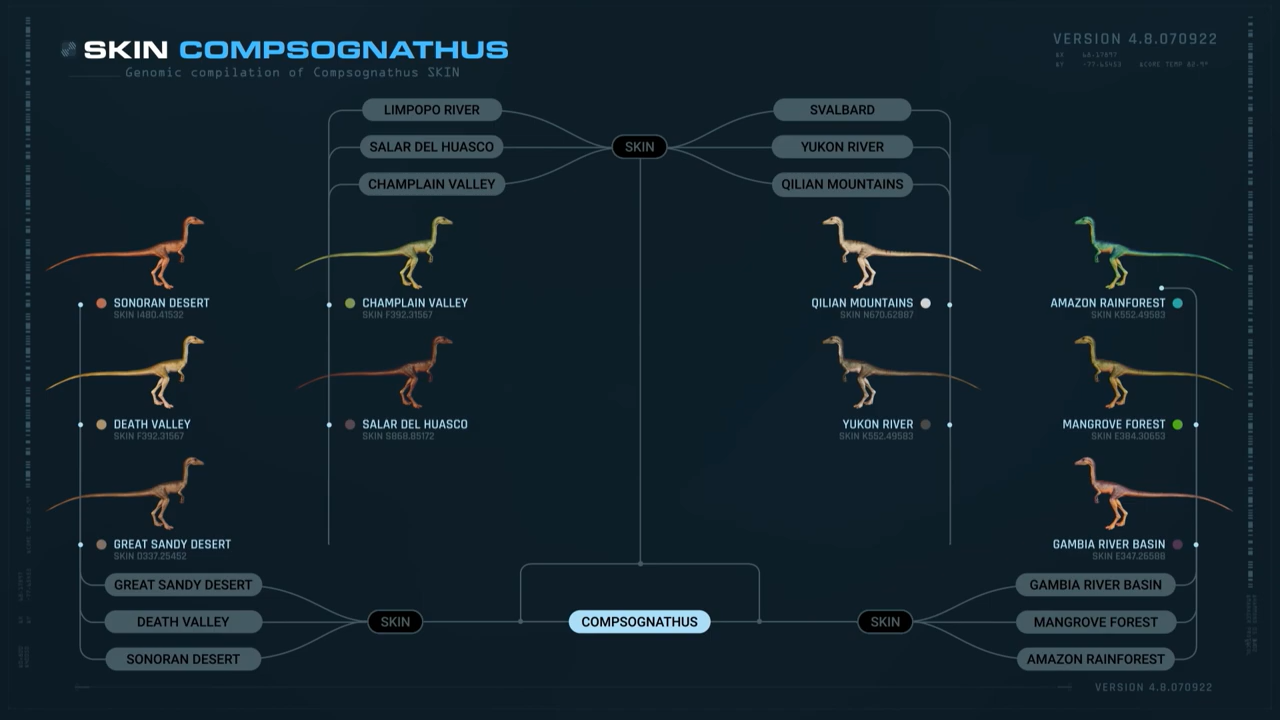 SKIN COMPSOGNATHUS
Genomic compilation of Compsognathus SKIN
VERSION 4.8.070922
LIMPOPO RIVER
SALAR DEL HUASCO
CHAMPLAIN VALLEY
SKIN
SVALBARD
YUKON RIVER
QILIAN MOUNTAINS
SONORAN DESERT
SKIN I480.41532
CHAMPLAIN VALLEY
SKIN F392.31567
QILIAN MOUNTAINS
SKIN N670.62887
AMAZON RAINFOREST
SKIN K552.49583
DEATH VALLEY
SKIN F392.31567
SALAR DEL HUASCO
SKIN S868.85172
YUKON RIVER
SKIN K552.49583
MANGROVE FOREST
SKIN E384.30653
GREAT SANDY DESERT
SKIN D337.25452
GAMBIA RIVER BASIN
SKIN E347.26588
GREAT SANDY DESERT
DEATH VALLEY
SONORAN DESERT
SKIN
COMPSOGNATHUS
SKIN
GAMBIA RIVER BASIN
MANGROVE FOREST
AMAZON RAINFOREST
VERSION 4.8.070922